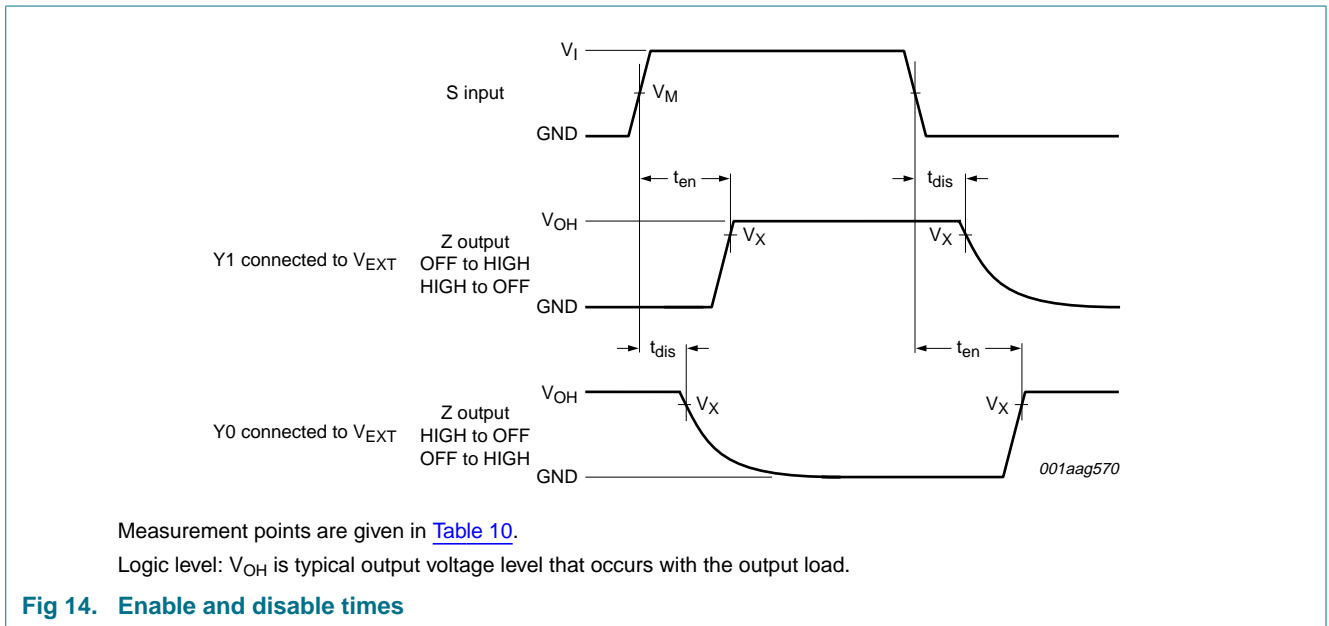 V_I
S input
V_M
GND
t_en
t_dis
V_OH
V_X
V_X
Z output
Y1 connected to V_EXT
OFF to HIGH
HIGH to OFF
GND
t_dis
t_en
V_OH
V_X
V_X
Z output
Y0 connected to V_EXT
HIGH to OFF
OFF to HIGH
GND
001aag570
Measurement points are given in Table 10.
Logic level: V_OH is typical output voltage level that occurs with the output load.
Fig 14. Enable and disable times